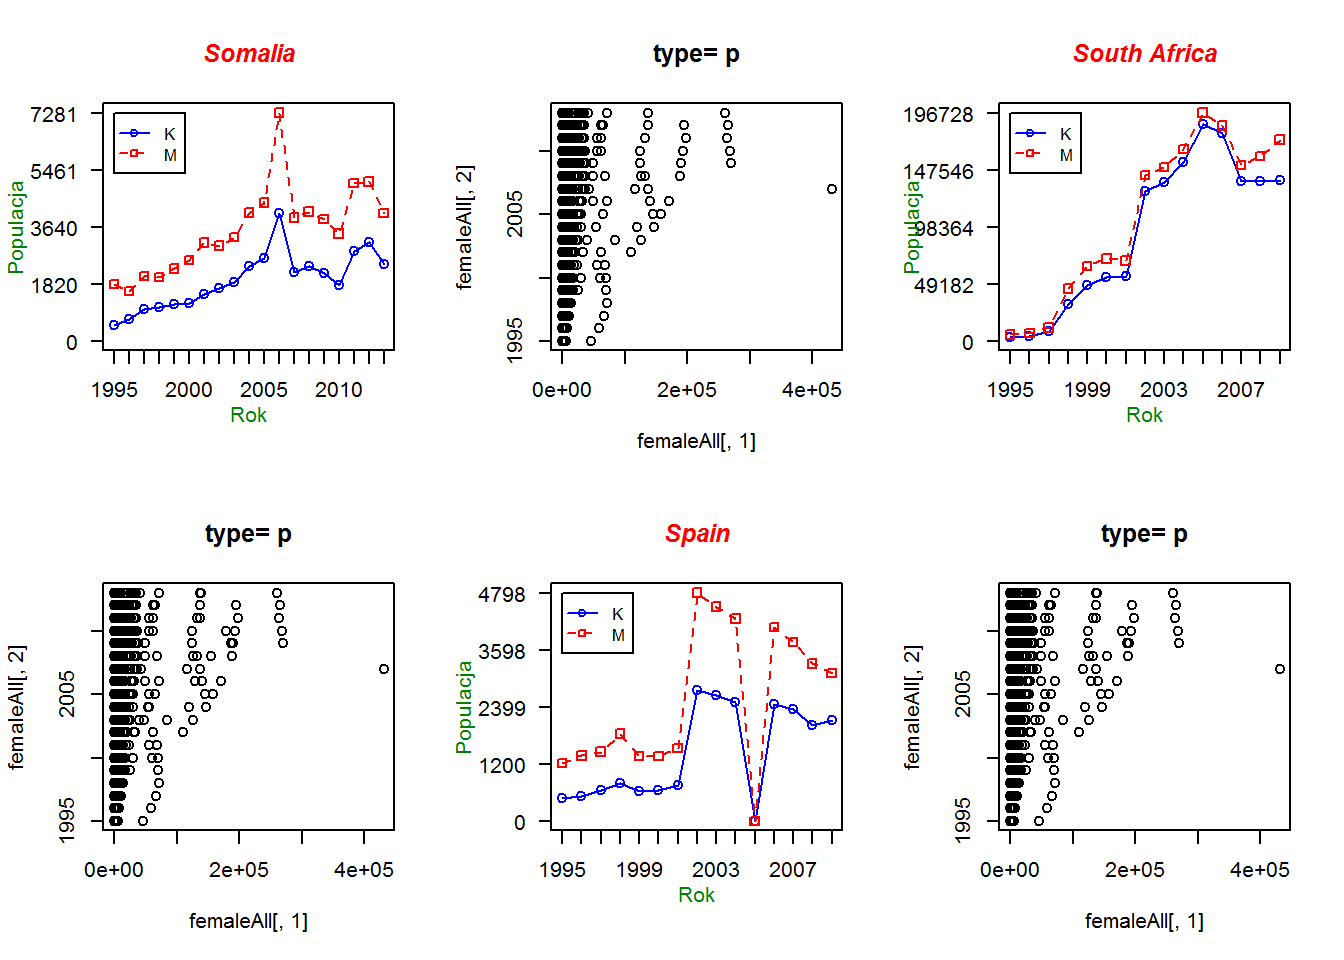 Somalia
7281
5461
3640
1820
0
Populacja
K
M
1995 2000 2005 2010
Rok
type= p
femaleAll[, 2]
1995 2005
0e+00 2e+05 4e+05
femaleAll[, 1]
South Africa
196728
147546
98364
49182
0
Populacja
K
M
1995 1999 2003 2007
Rok
type= p
femaleAll[, 2]
1995 2005
0e+00 2e+05 4e+05
femaleAll[, 1]
Spain
4798
3598
2399
1200
0
Populacja
K
M
1995 1999 2003 2007
Rok
type= p
femaleAll[, 2]
1995 2005
0e+00 2e+05 4e+05
femaleAll[, 1]